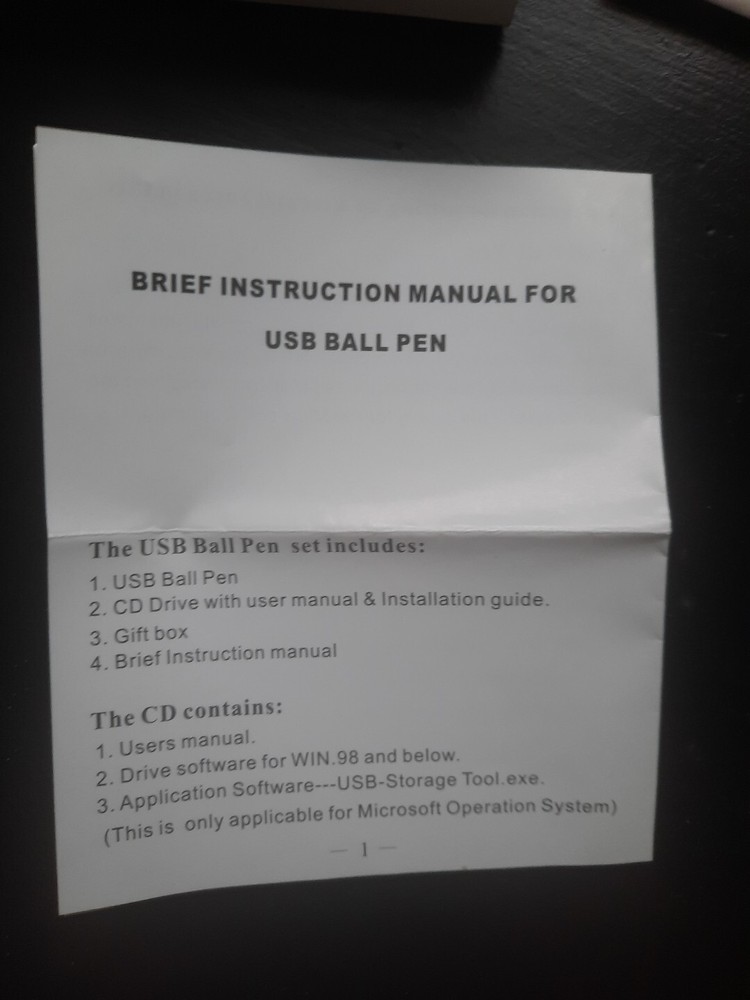 BRIEF INSTRUCTION MANUAL FOR
USB BALL PEN
The USB Ball Pen set includes:
1. USB Ball Pen
2. CD Drive with user manual & Installation guide.
3. Gift box
4. Brief Instruction manual
The CD contains:
1. Users manual.
2. Drive software for WIN.98 and below.
3. Application Software---USB-Storage Tool.exe.
(This is only applicable for Microsoft Operation System)
— 1 —